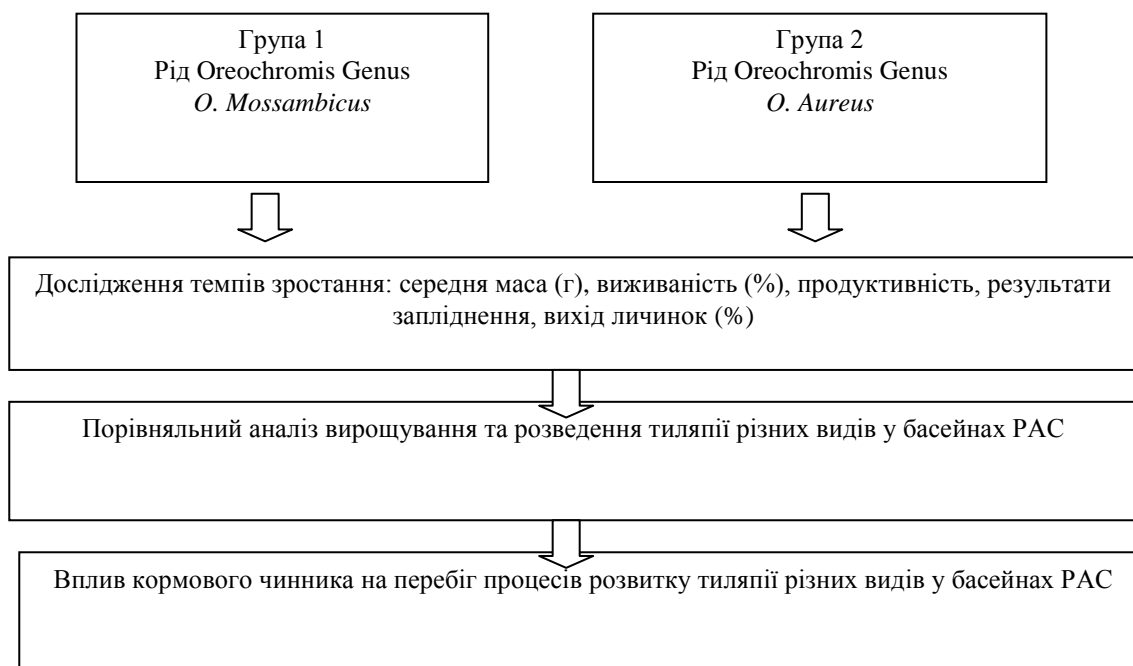 Група 1
Рід Oreochromis Genus
O. Mossambicus
Група 2
Рід Oreochromis Genus
O. Aureus
Дослідження темпів зростання: середня маса (г), виживаність (%), продуктивність, результати
запліднення, вихід личинок (%)
Порівняльний аналіз вирощування та розведення тиляпії різних видів у басейнах РАС
Вплив кормового чинника на перебіг процесів розвитку тиляпії різних видів у басейнах РАС